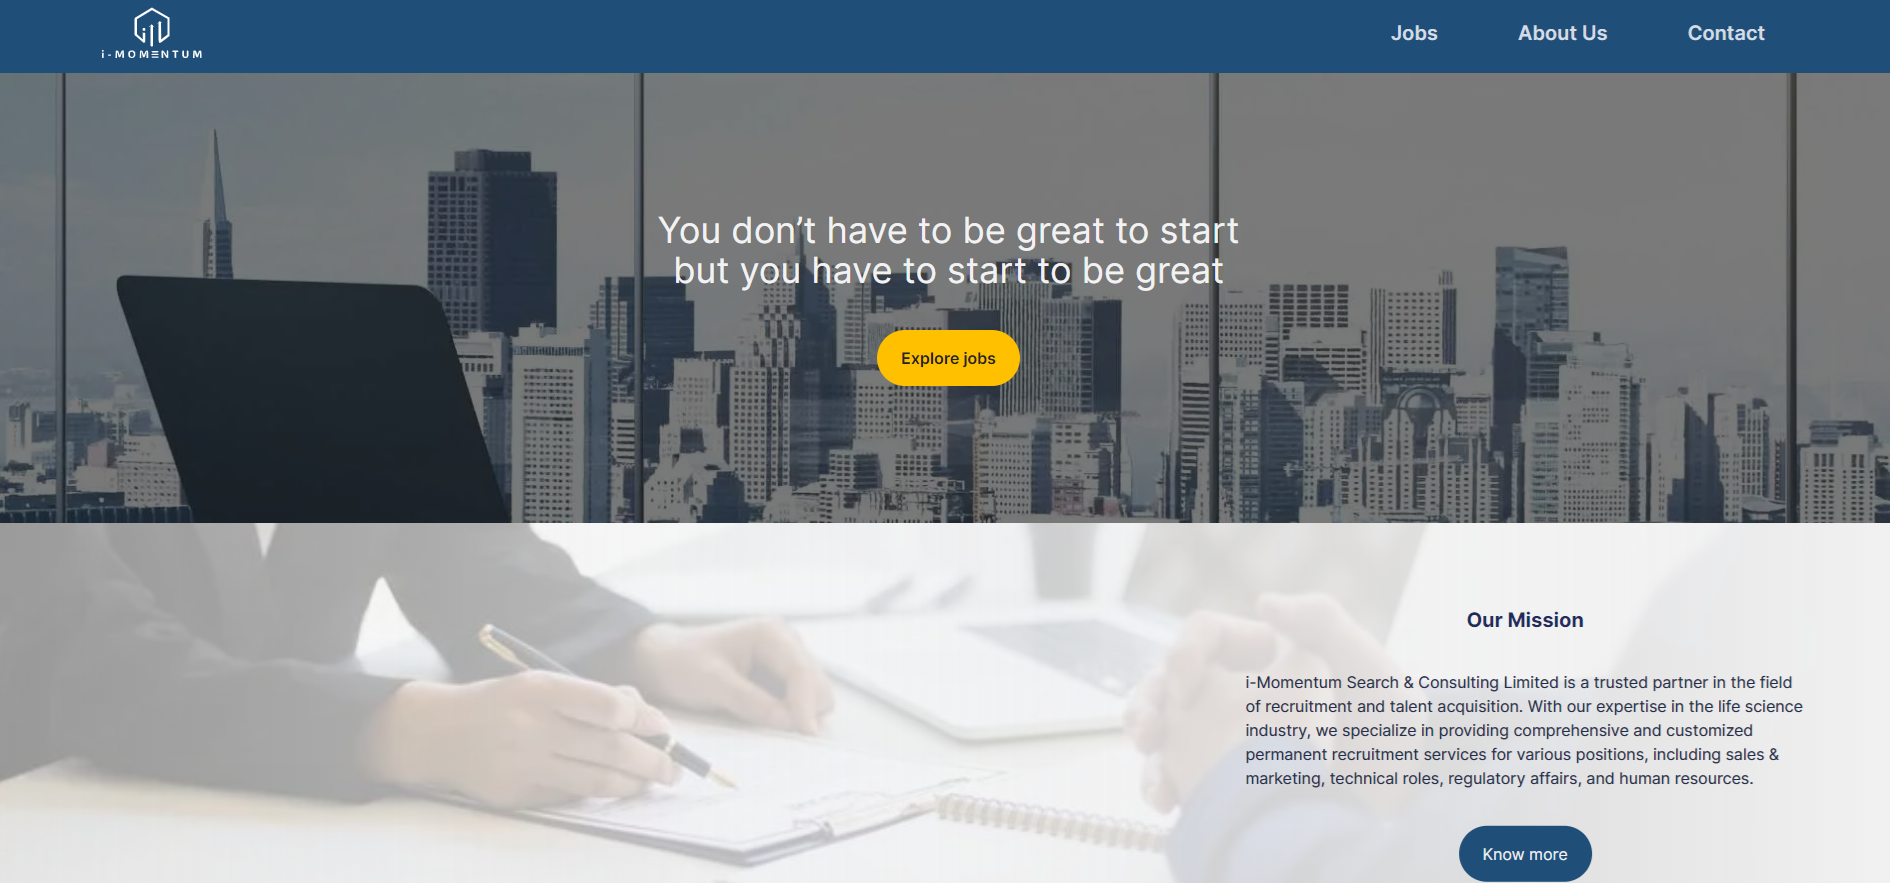 i-MOMENTUM
Jobs
About Us
Contact
You don’t have to be great to start
but you have to start to be great
Explore jobs
Our Mission
i-Momentum Search & Consulting Limited is a trusted partner in the field
of recruitment and talent acquisition. With our expertise in the life science
industry, we specialize in providing comprehensive and customized
permanent recruitment services for various positions, including sales &
marketing, technical roles, regulatory affairs, and human resources.
Know more